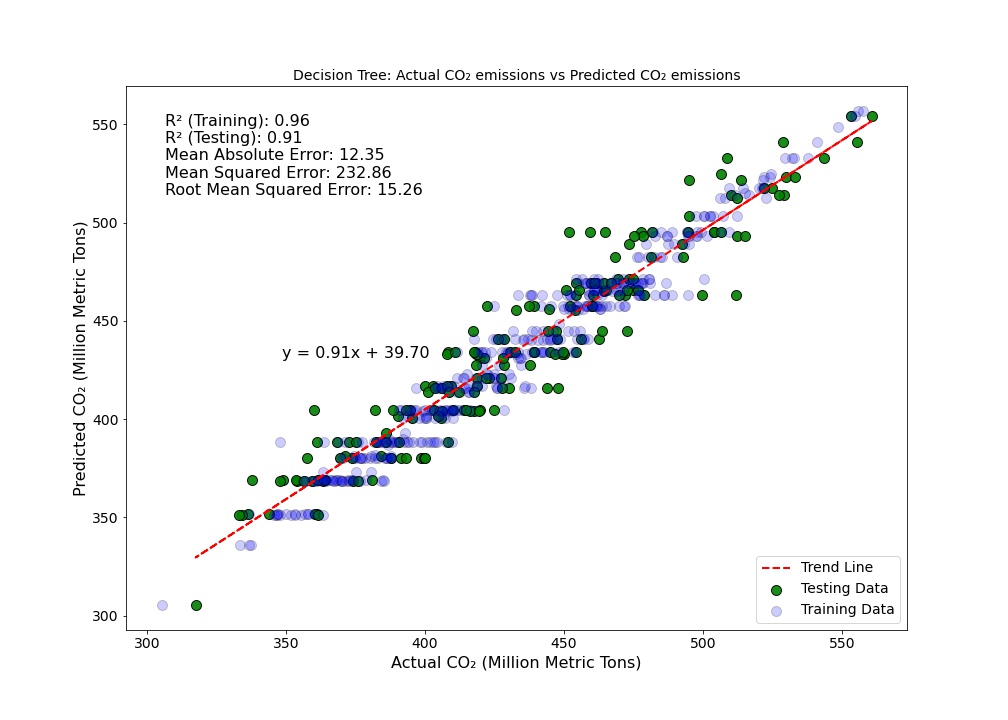 Decision Tree: Actual CO₂ emissions vs Predicted CO₂ emissions
R² (Training): 0.96
R² (Testing): 0.91
Mean Absolute Error: 12.35
Mean Squared Error: 232.86
Root Mean Squared Error: 15.26
y = 0.91x + 39.70
Predicted CO₂ (Million Metric Tons)
550
500
450
400
350
300
Trend Line
Testing Data
Training Data
300 350 400 450 500 550
Actual CO₂ (Million Metric Tons)